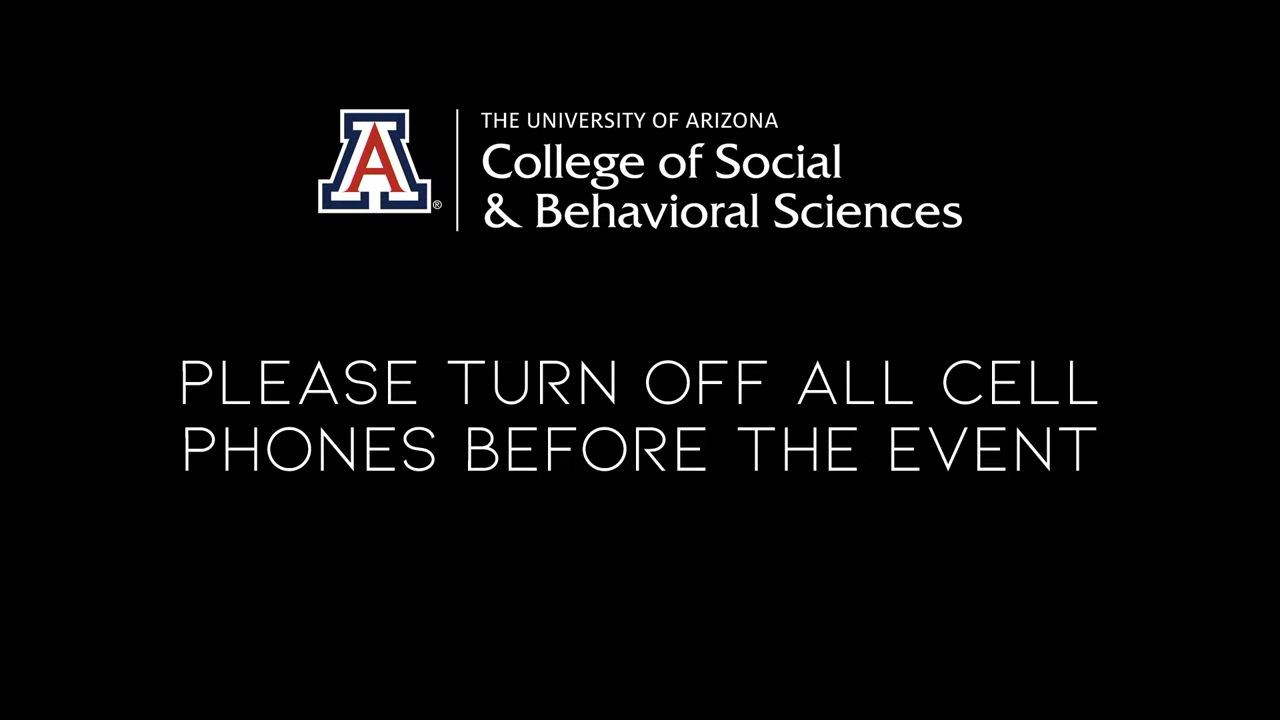 A®
THE UNIVERSITY OF ARIZONA
College of Social
& Behavioral Sciences
PLEASE TURN OFF ALL CELL
PHONES BEFORE THE EVENT